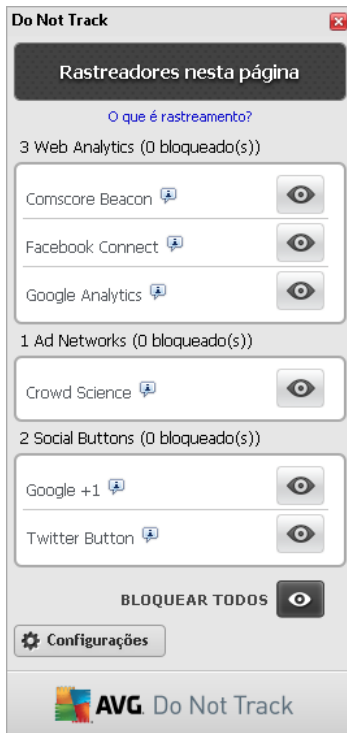 Do Not Track
Rastreadores nesta página
O que é rastreamento?
3 Web Analytics (0 bloqueado(s))
Comscore Beacon
Facebook Connect
Google Analytics
1 Ad Networks (0 bloqueado(s))
Crowd Science
2 Social Buttons (0 bloqueado(s))
Google +1
Twitter Button
BLOQUEAR TODOS
Configurações
AVG. Do Not Track